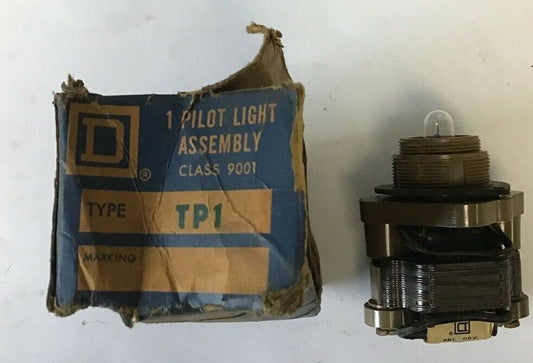 1 PILOT LIGHT
ASSEMBLY
CLASS 9001
D ®
TYPE TP1
MARKING
D